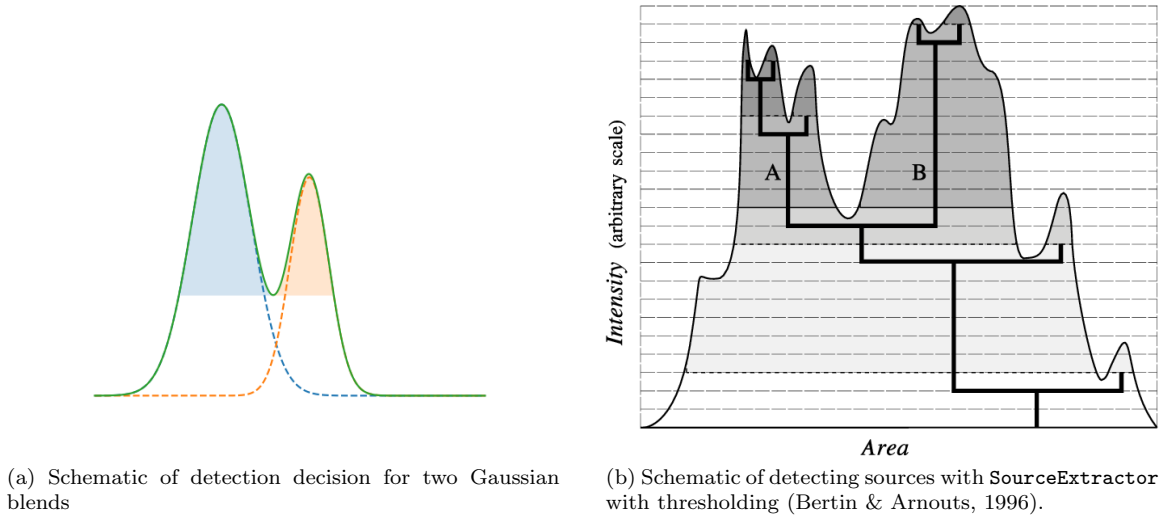 Intensity (arbitrary scale)
A
B
Area
(a) Schematic of detection decision for two Gaussian
blends
(b) Schematic of detecting sources with SourceExtractor
with thresholding (Bertin & Arnouts, 1996).